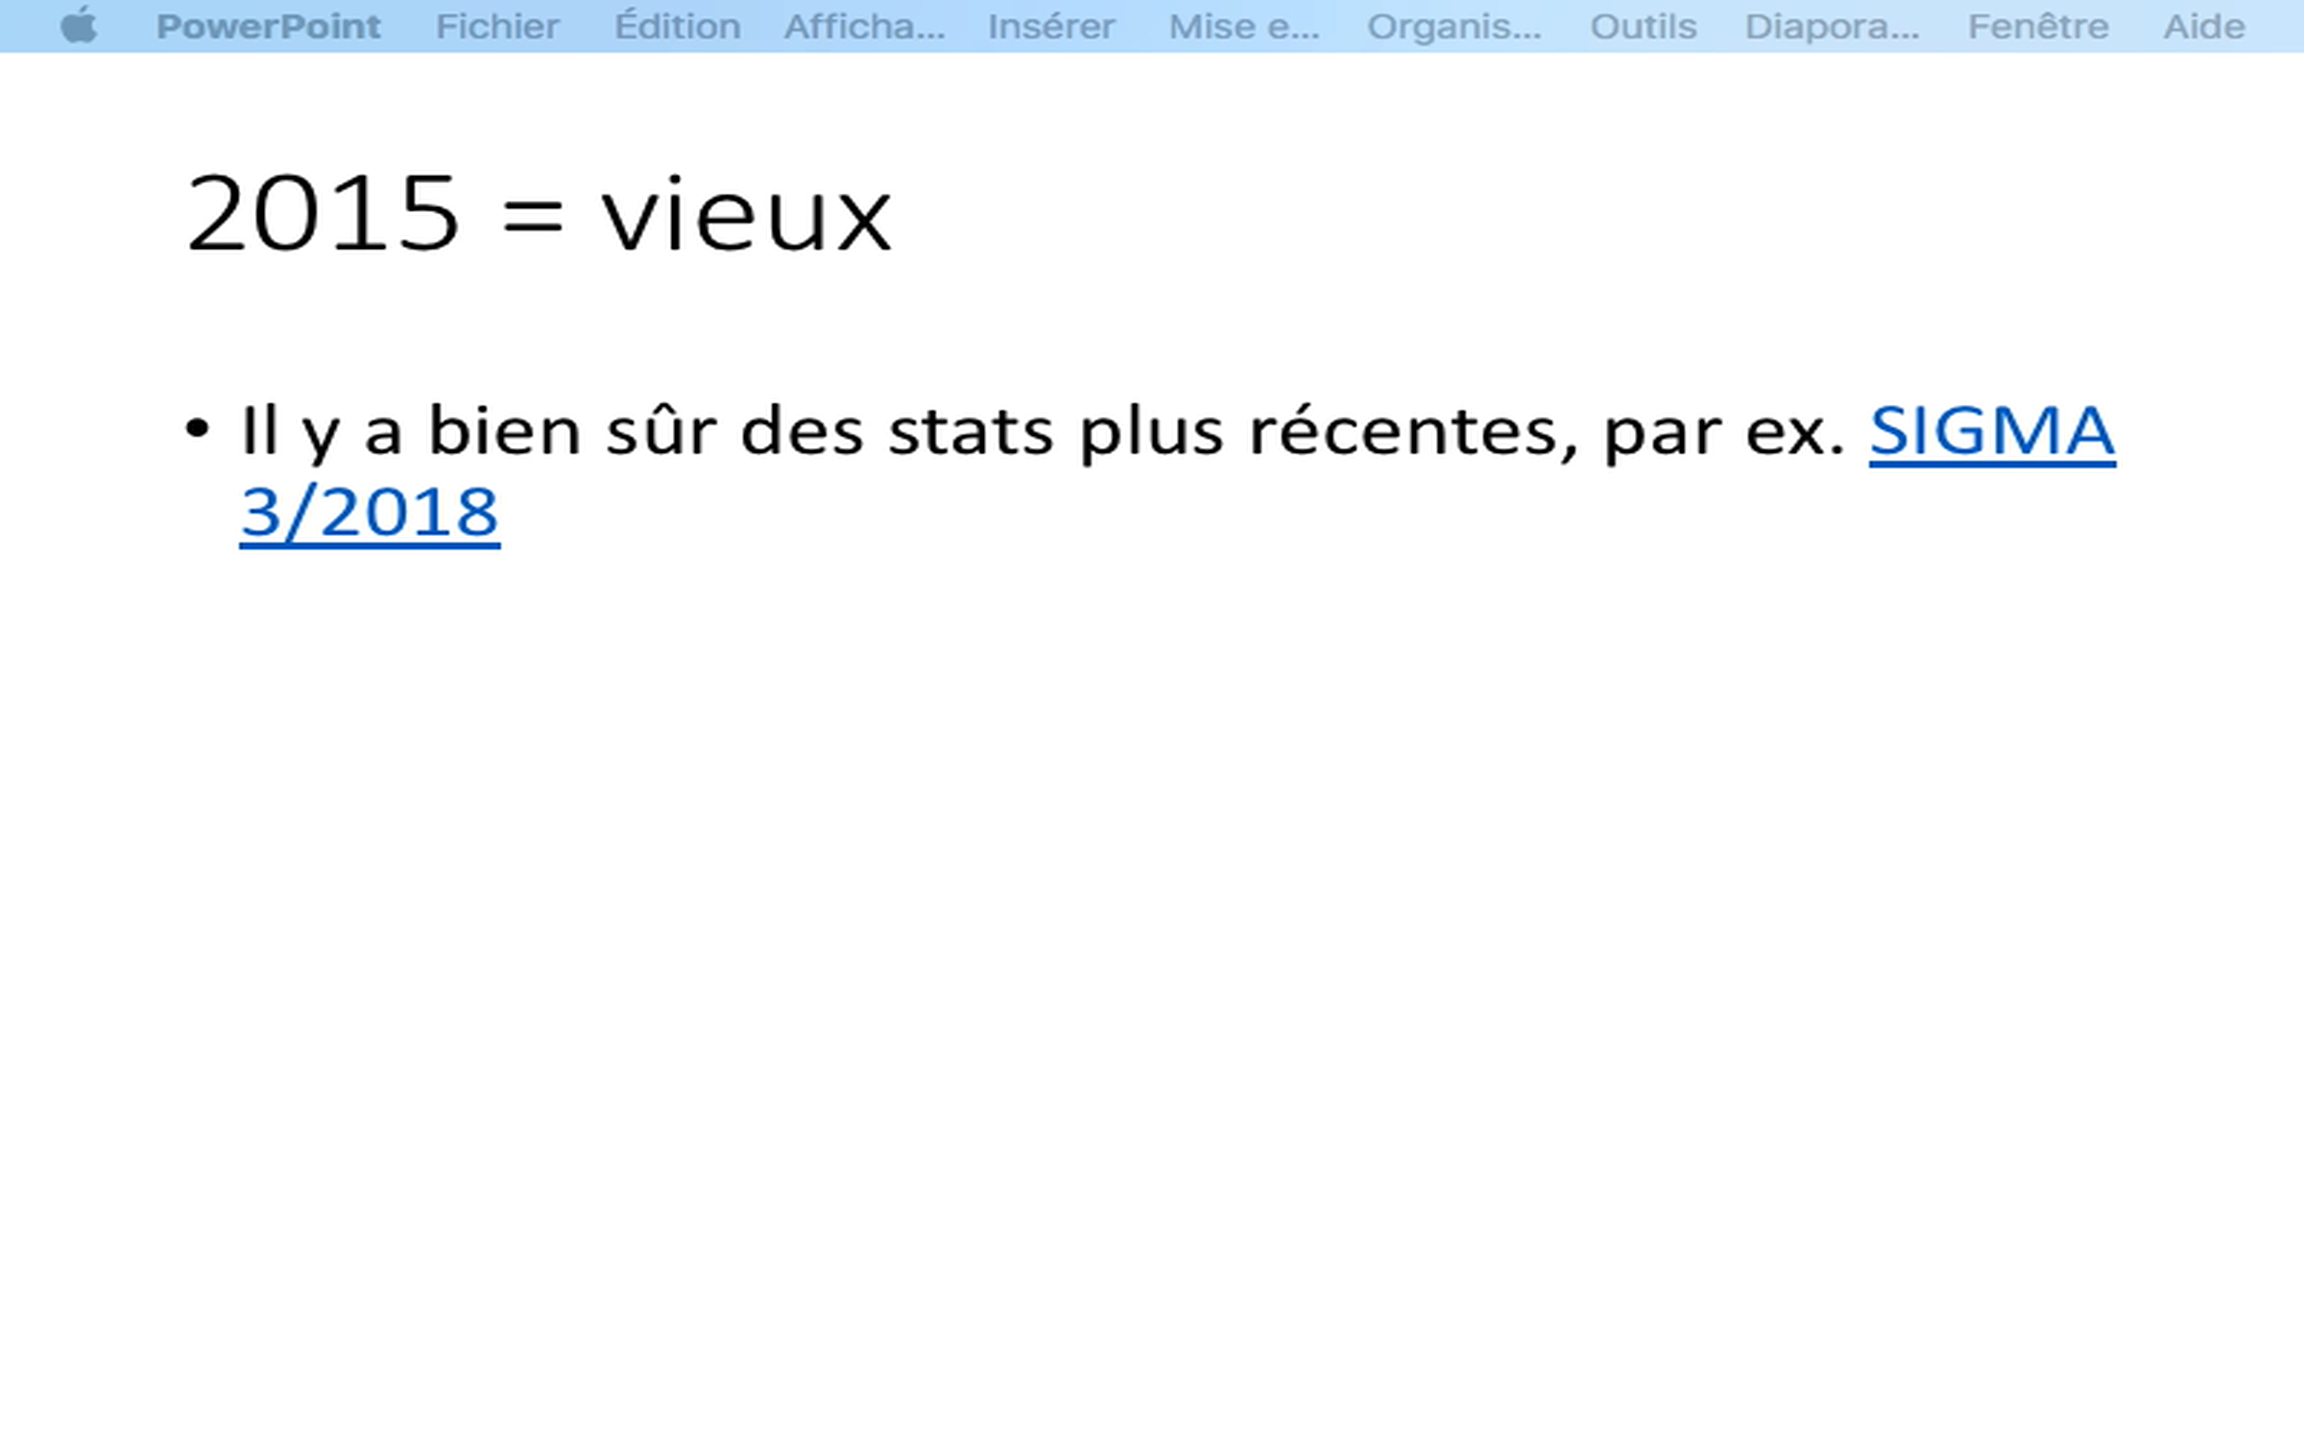 PowerPoint Fichier Édition Afficha... Insérer Mise e... Organis... Outils Diapora... Fenêtre Aide
2015 = vieux
• Il y a bien sûr des stats plus récentes, par ex. SIGMA
3/2018